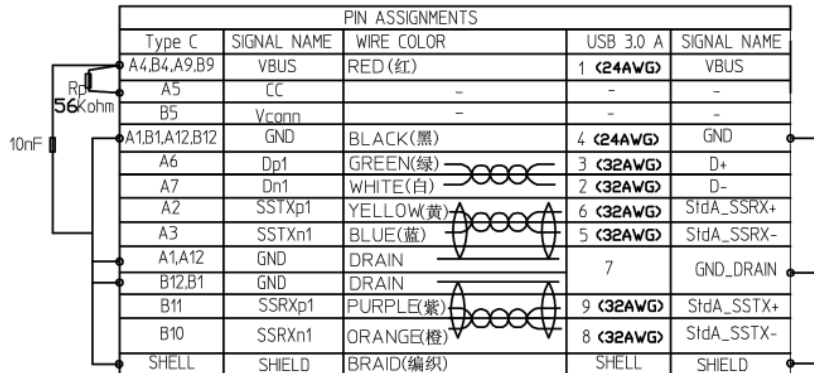 PIN ASSIGNMENTS
Type C SIGNAL NAME WIRE COLOR USB 3.0 A SIGNAL NAME
A4,B4,A9,B9 VBUS RED(红) 1 (24AWG) VBUS
Rp A5 CC - - -
56Kohm B5 Vconn - - -
10nF A1,B1,A12,B12 GND BLACK(黑) 4 (24AWG) GND
A6 Dp1 GREEN(绿) 3 (32AWG) D+
A7 Dn1 WHITE(白) 2 (32AWG) D-
A2 SSTXp1 YELLOW(黄) 6 (32AWG) StdA_SSRX+
A3 SSTXn1 BLUE(蓝) 5 (32AWG) StdA_SSRX-
A1,A12 GND DRAIN
7 GND_DRAIN
B12,B1 GND DRAIN
B11 SSRXp1 PURPLE(紫) 9 (32AWG) StdA_SSTX+
B10 SSRXn1 ORANGE(橙) 8 (32AWG) StdA_SSTX-
SHELL SHIELD BRAID(编织) SHELL SHIELD